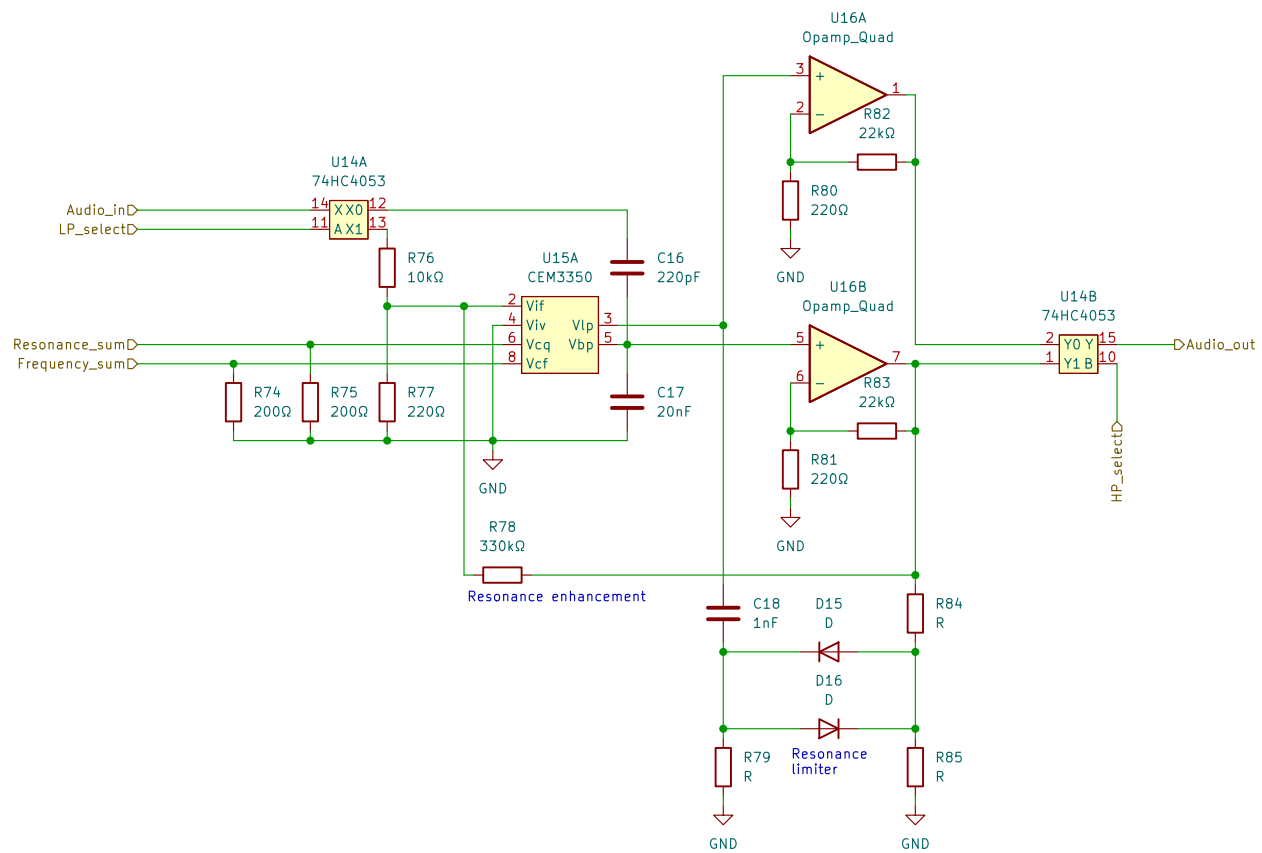 U16A
Opamp_Quad
3
+
1
2
−
R82
22kΩ
U14A
74HC4053
R80
220Ω
Audio_in
14
X X0
12
LP_select
11
A X1
13
GND
R76
10kΩ
U15A
CEM3350
C16
220pF
U16B
Opamp_Quad
U14B
74HC4053
2
Vif
4
Viv
Vlp
3
Resonance_sum
6
Vcq
Vbp
5
5
+
2
Y0 Y
15
Audio_out
Frequency_sum
8
Vcf
7
1
Y1 B
10
6
−
R83
22kΩ
R74
200Ω
R75
200Ω
R77
220Ω
C17
20nF
HP_select
R81
220Ω
GND
GND
R78
330kΩ
Resonance enhancement
C18
1nF
D15
D
R84
R
D16
D
Resonance
limiter
R79
R
R85
R
GND
GND